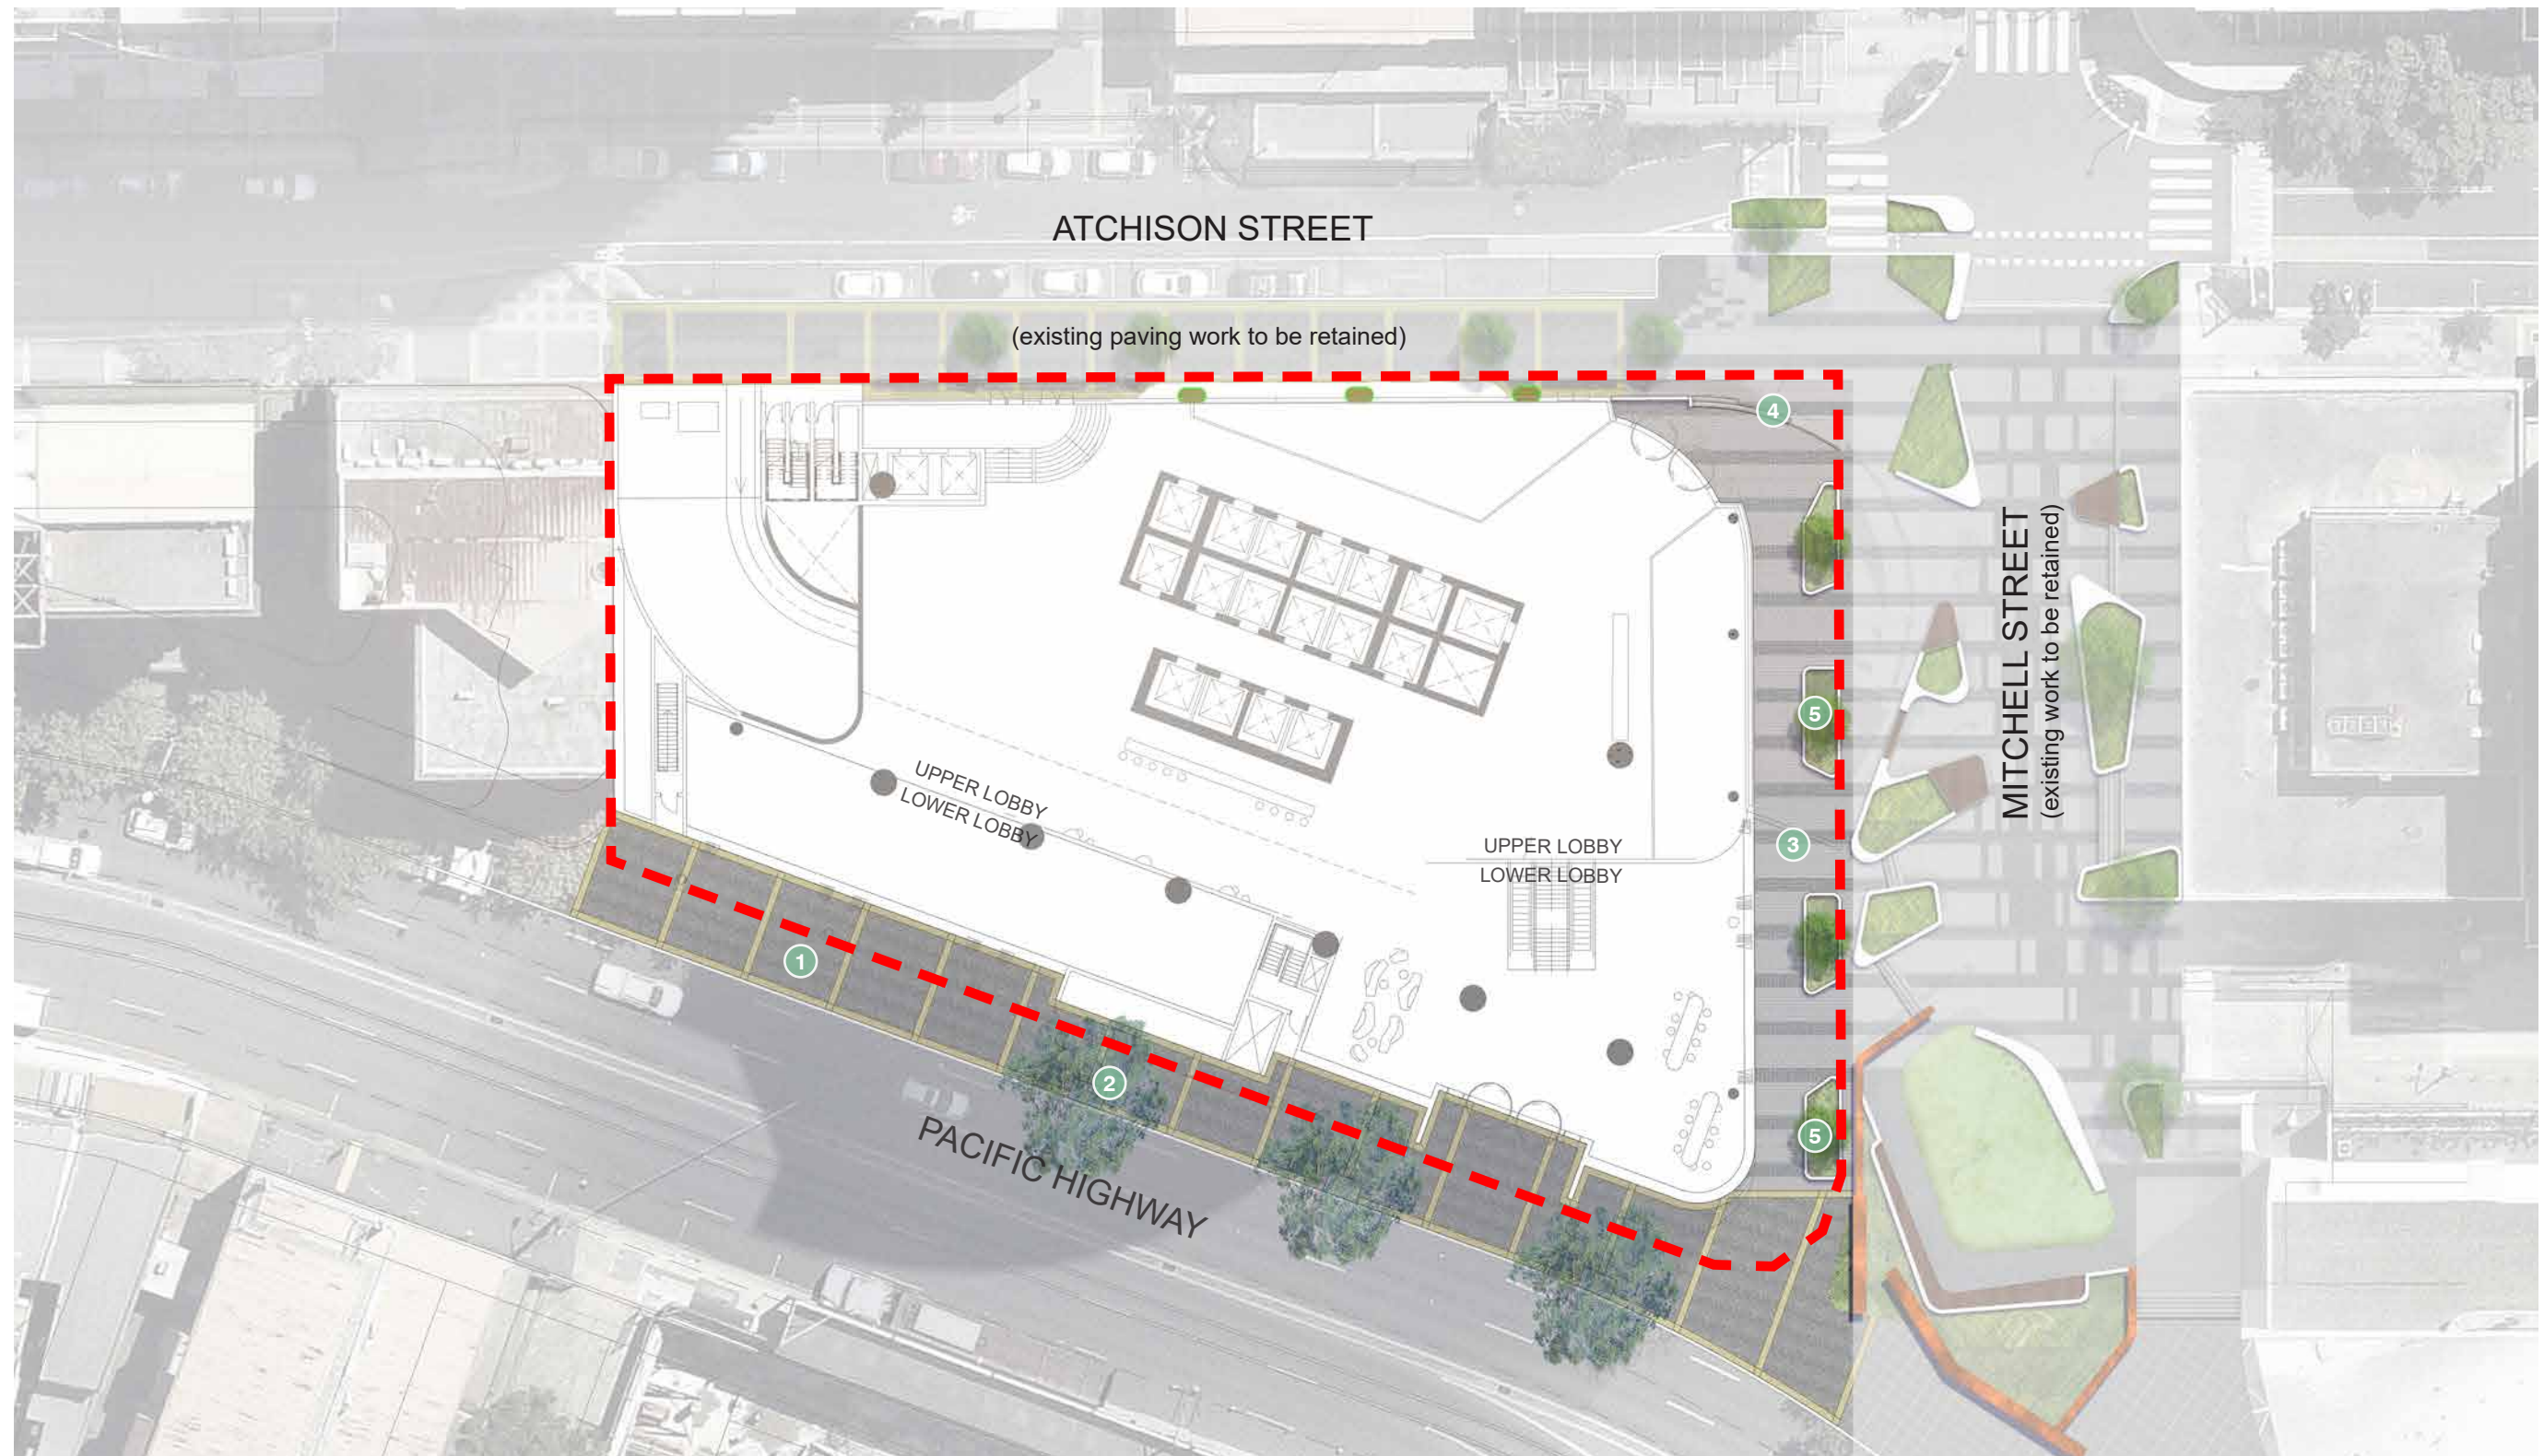 ATCHISON STREET
(existing paving work to be retained)
4
MITCHELL STREET
(existing work to be retained)
5
UPPER LOBBY
LOWER LOBBY
UPPER LOBBY
LOWER LOBBY
3
1
2
5
PACIFIC HIGHWAY